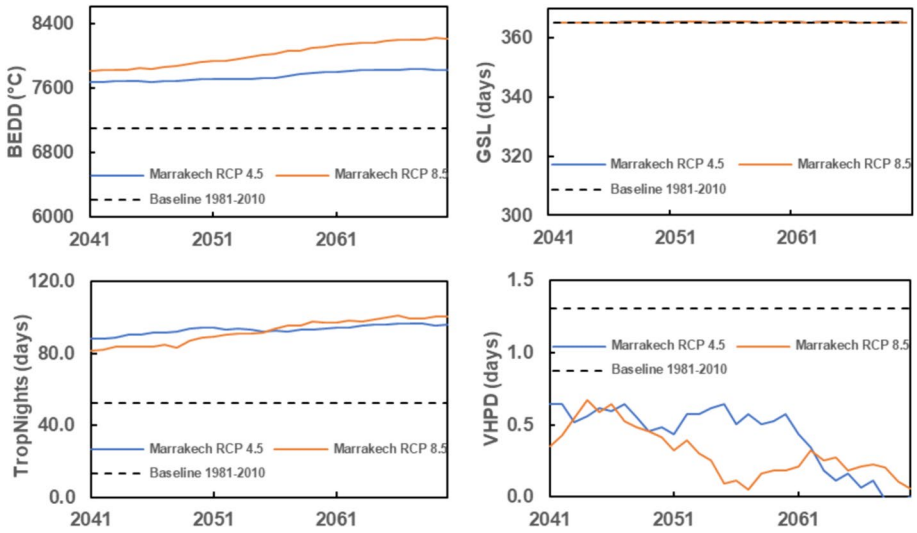 BEDD (°C)
8400
7600
6800
6000
Marrakech RCP 4.5
Marrakech RCP 8.5
Baseline 1981-2010
2041
2051
2061
GSL (days)
360
340
320
300
Marrakech RCP 4.5
Marrakech RCP 8.5
Baseline 1981-2010
2041
2051
2061
TropNights (days)
120.0
80.0
40.0
0.0
Marrakech RCP 4.5
Marrakech RCP 8.5
Baseline 1981-2010
2041
2051
2061
VHPD (days)
1.5
1.0
0.5
0.0
Marrakech RCP 4.5
Marrakech RCP 8.5
Baseline 1981-2010
2041
2051
2061